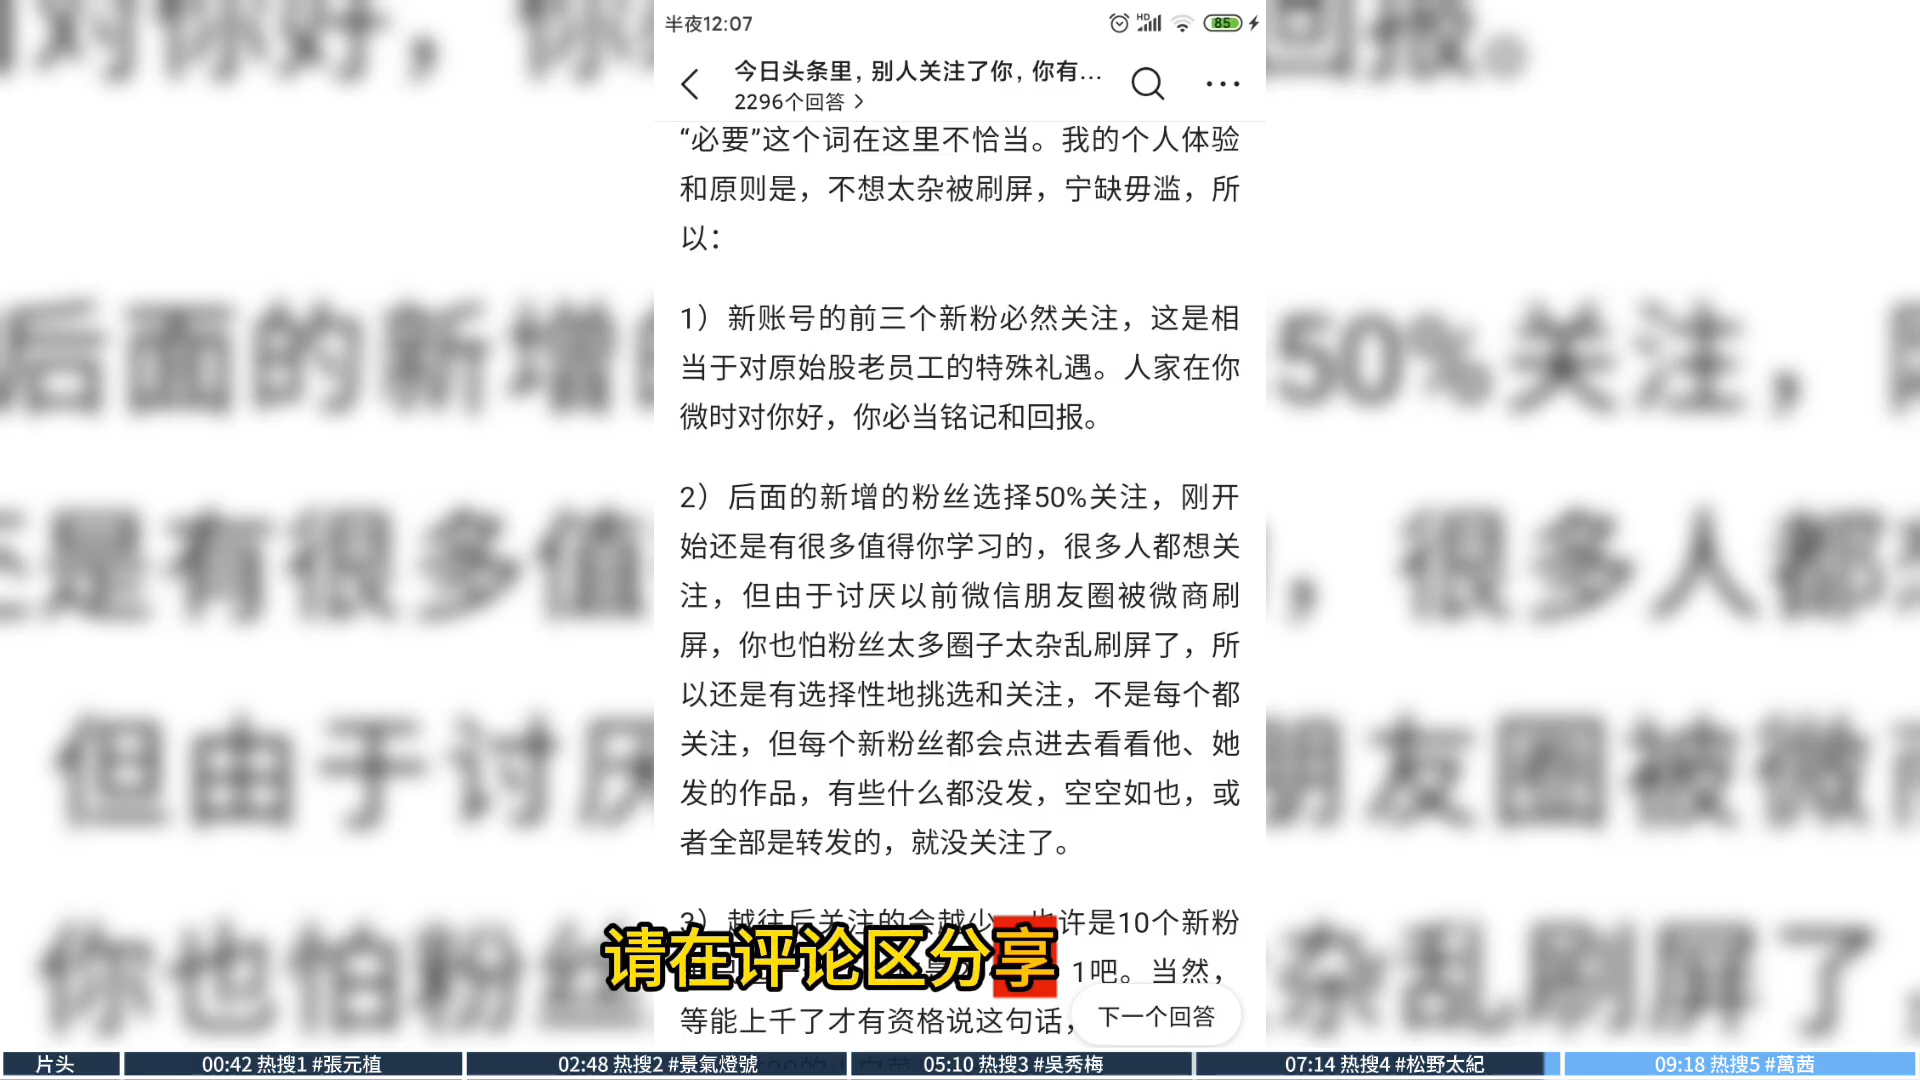 半夜12:07
HD
85
今日头条里，别人关注了你，你有...
2296个回答
“必要”这个词在这里不恰当。我的个人体验
和原则是，不想太杂被刷屏，宁缺毋滥，所
以：
1）新账号的前三个新粉必然关注，这是相
当于对原始股老员工的特殊礼遇。人家在你
微时对你好，你必当铭记和回报。
2）后面的新增的粉丝选择50%关注，刚开
始还是有很多值得你学习的，很多人都想关
注，但由于讨厌以前微信朋友圈被微商刷
屏，你也怕粉丝太多圈子太杂乱刷屏了，所
以还是有选择性地挑选和关注，不是每个都
关注，但每个新粉丝都会点进去看看他、她
发的作品，有些什么都没发，空空如也，或
者全部是转发的，就没关注了。
3）越往后关注的会越少，也许是10个新粉
请在评论区分享
1吧。当然，
等能上千了才有资格说这句话，
下一个回答
片头
00:42 热搜1 #張元植
02:48 热搜2 #景氣燈號
05:10 热搜3 #吳秀梅
07:14 热搜4 #松野太紀
09:18 热搜5 #萬茜